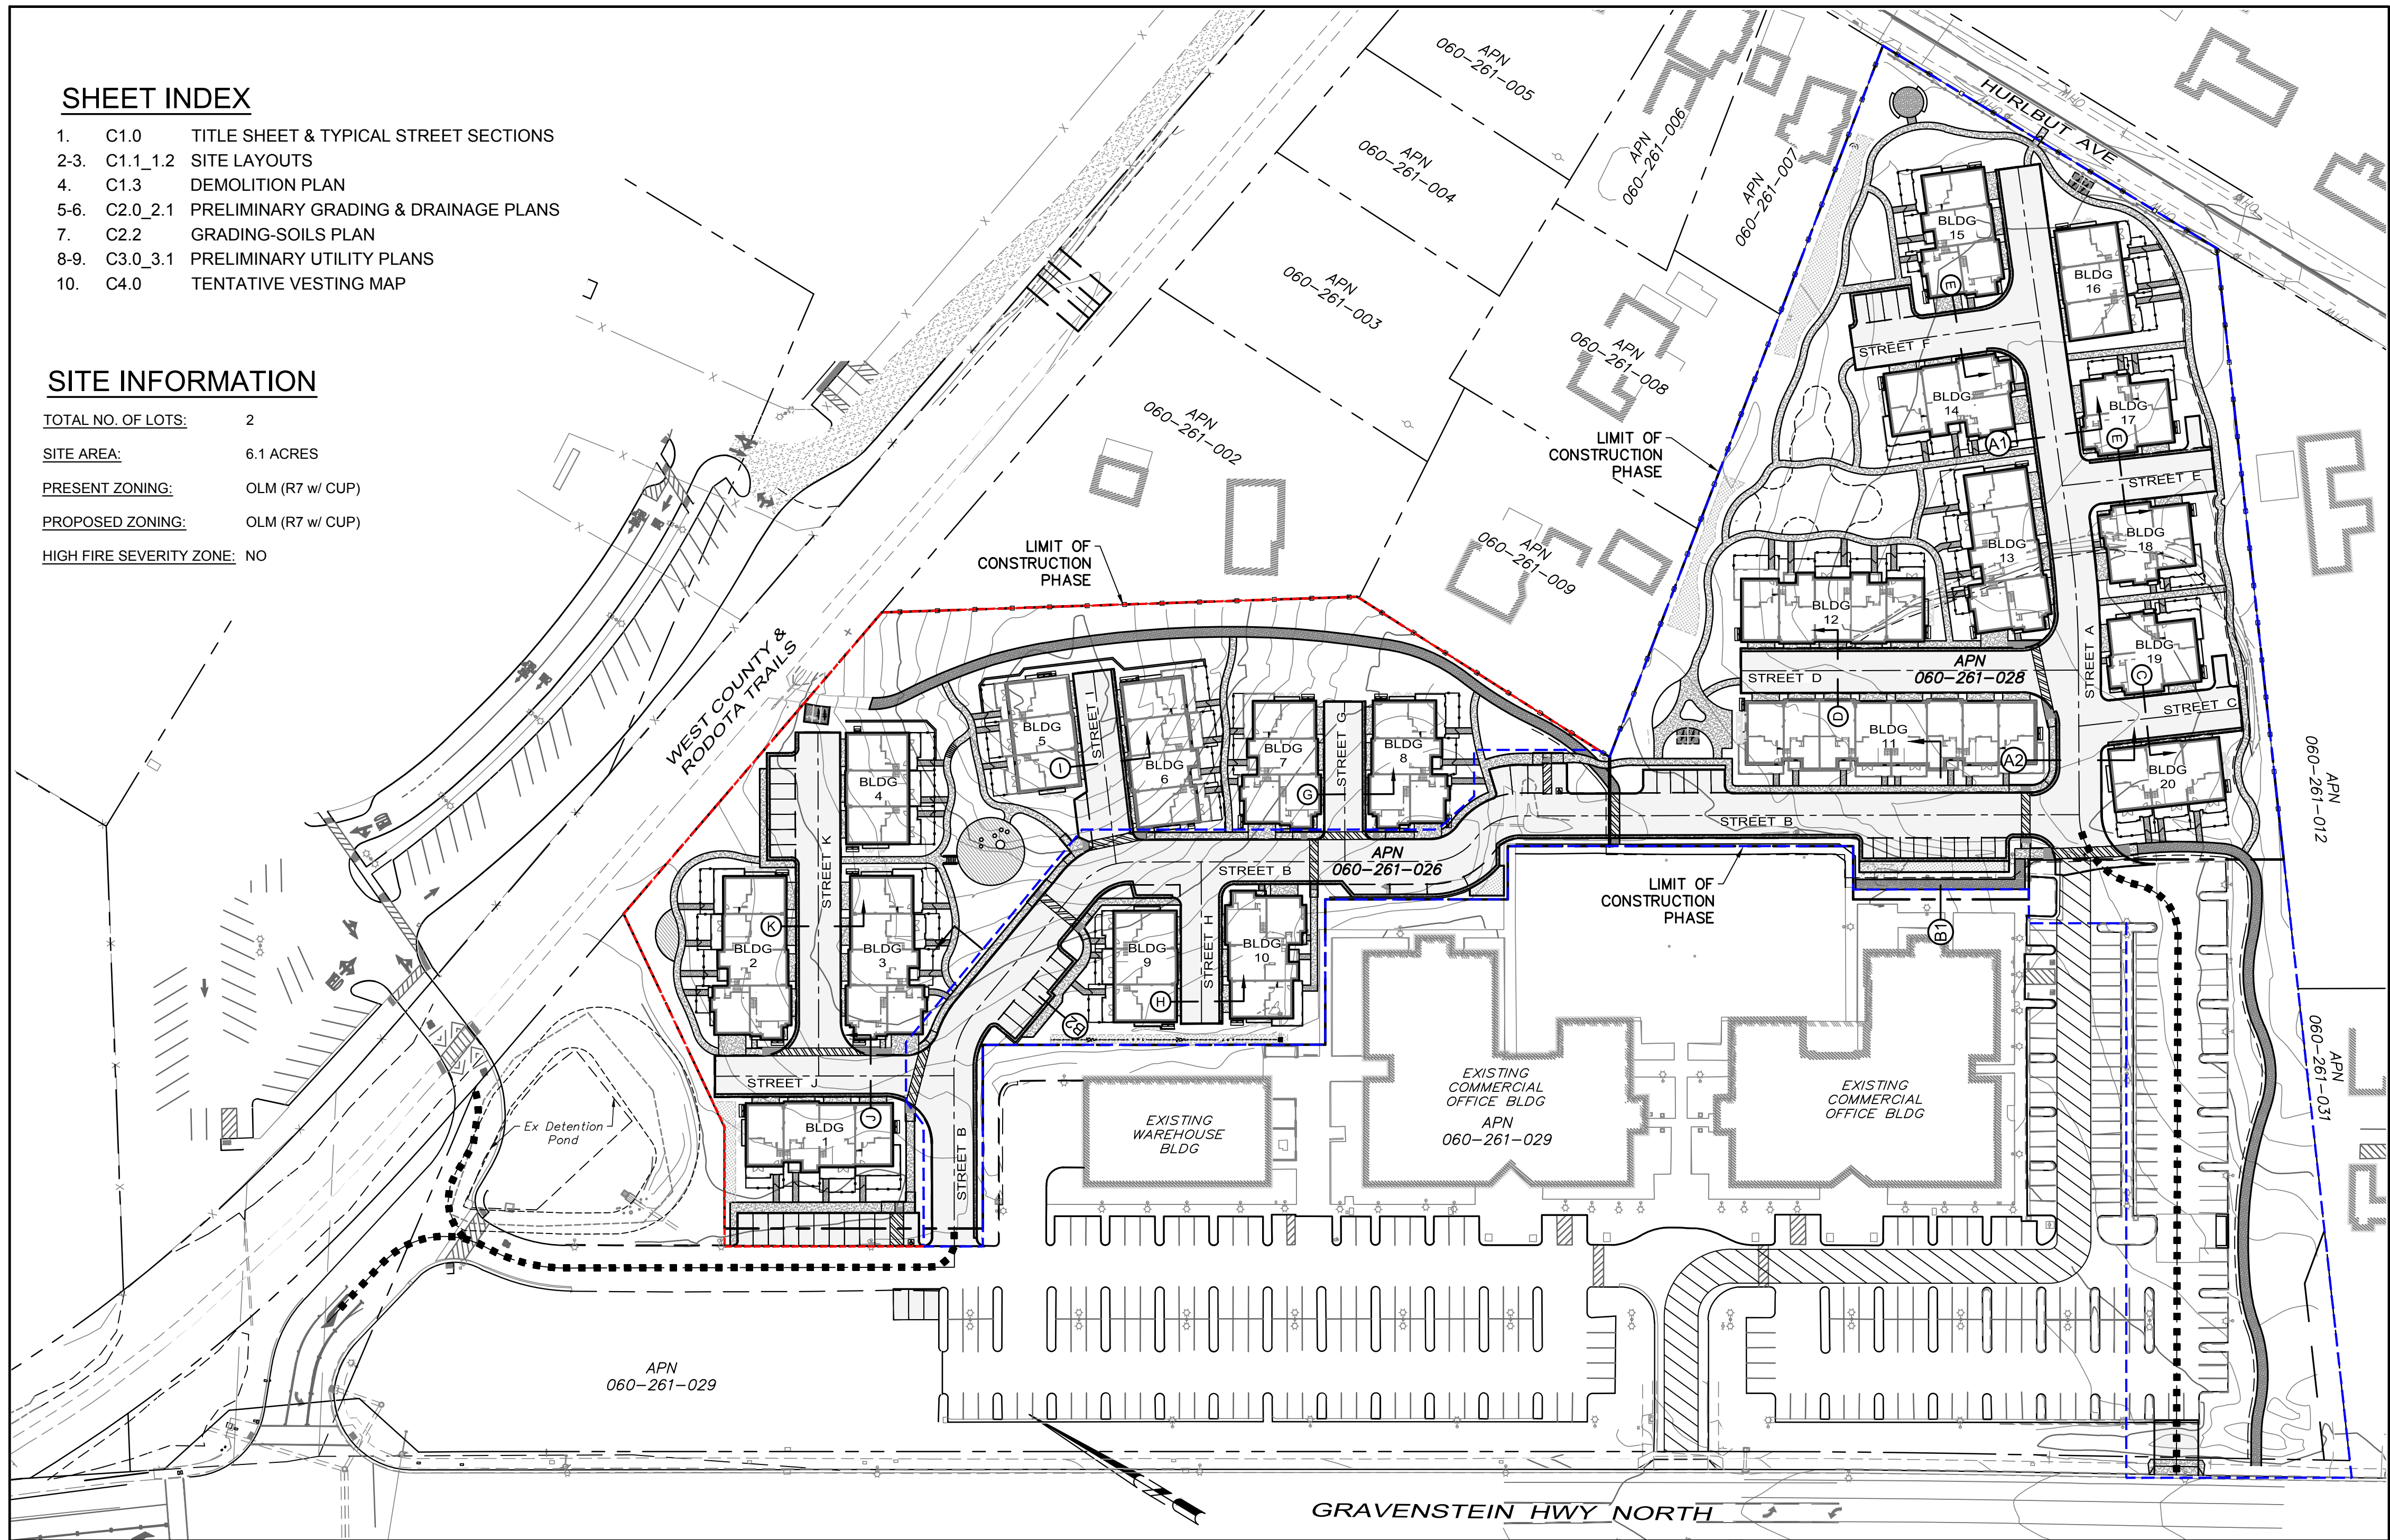 SHEET INDEX
1. C1.0 TITLE SHEET & TYPICAL STREET SECTIONS
2-3. C1.1_1.2 SITE LAYOUTS
4. C1.3 DEMOLITION PLAN
5-6. C2.0_2.1 PRELIMINARY GRADING & DRAINAGE PLANS
7. C2.2 GRADING-SOILS PLAN
8-9. C3.0_3.1 PRELIMINARY UTILITY PLANS
10. C4.0 TENTATIVE VESTING MAP
SITE INFORMATION
TOTAL NO. OF LOTS: 2
SITE AREA: 6.1 ACRES
PRESENT ZONING: OLM (R7 w/ CUP)
PROPOSED ZONING: OLM (R7 w/ CUP)
HIGH FIRE SEVERITY ZONE: NO
APN
060-261-005
APN
060-261-004
APN
060-261-003
APN
060-261-002
APN
060-261-006
APN
060-261-007
APN
060-261-008
APN
060-261-009
HURLBUT AVE
LIMIT OF
CONSTRUCTION
PHASE
LIMIT OF
CONSTRUCTION
PHASE
WEST COUNTY &
RODOTA TRAILS
BLDG
15
E
BLDG
16
STREET F
BLDG
14
A1
BLDG
17
E
STREET E
BLDG
13
BLDG
18
BLDG
12
BLDG
19
C
STREET A
STREET D
APN
060-261-028
STREET C
D
BLDG
11
A2
BLDG
20
STREET B
APN
060-261-012
BLDG
5
STREET I
I
BLDG
6
BLDG
7
STREET G
G
BLDG
8
BLDG
4
STREET K
STREET B
APN
060-261-026
LIMIT OF
CONSTRUCTION
PHASE
B1
BLDG
2
K
BLDG
3
BLDG
9
STREET H
H
BLDG
10
B2
STREET J
J
BLDG
1
STREET B
Ex Detention
Pond
EXISTING
WAREHOUSE
BLDG
EXISTING
COMMERCIAL
OFFICE BLDG
APN
060-261-029
EXISTING
COMMERCIAL
OFFICE BLDG
APN
060-261-031
APN
060-261-029
N
GRAVENSTEIN HWY NORTH